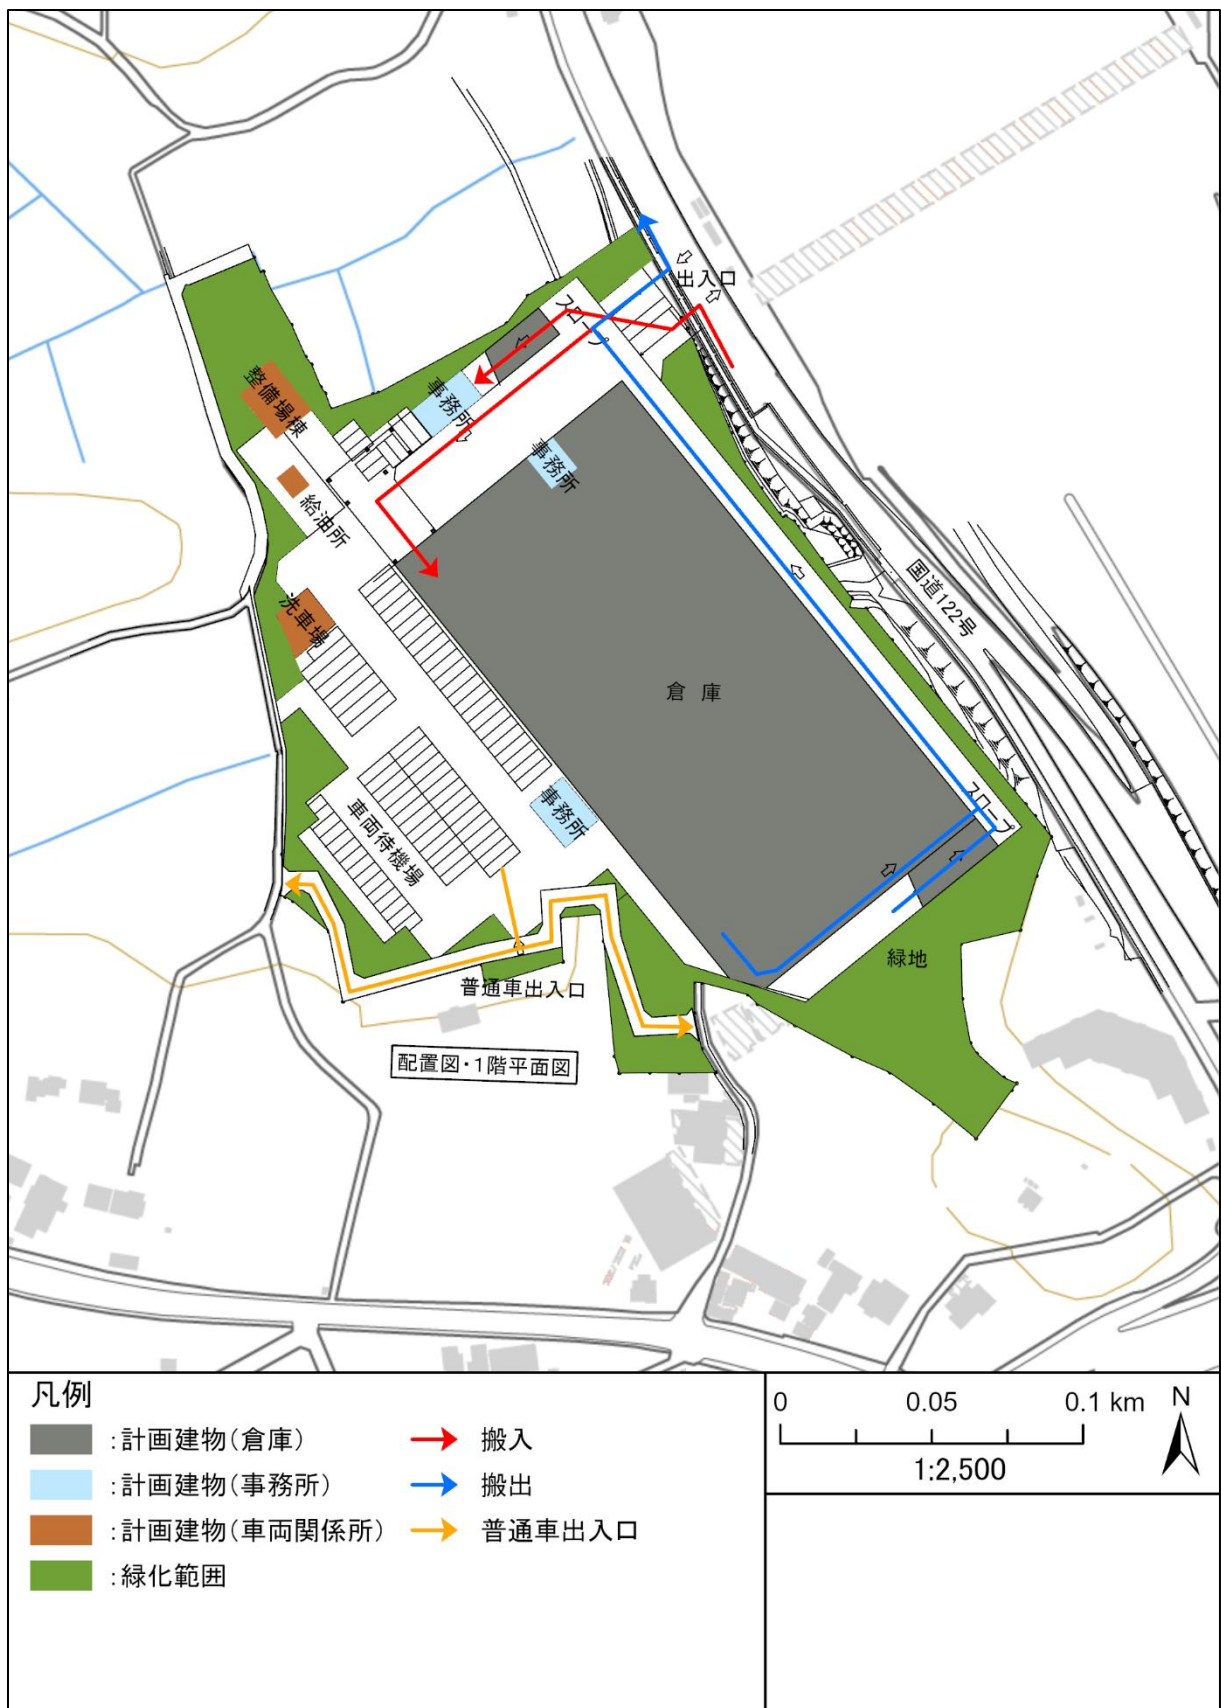 出入口
スロープ
事務所
整備場棟
事務所
給油所
国道122号
洗車場
倉 庫
スロープ
事務所
車両待機場
緑地
普通車出入口
配置図・1階平面図
凡例
:計画建物(倉庫)
:計画建物(事務所)
:計画建物(車両関係所)
:緑化範囲
搬入
搬出
普通車出入口
0 0.05 0.1 km
1:2,500
N